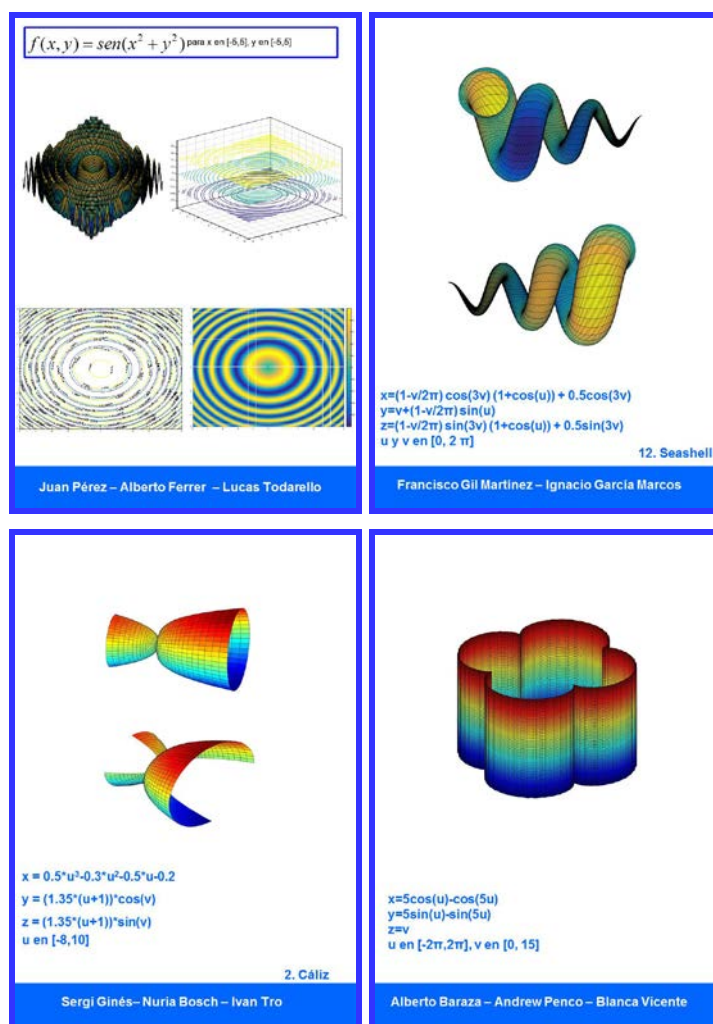 f(x, y) = sen(x² + y²) para x en [-5,5], y en [-5,5]
Juan Pérez – Alberto Ferrer – Lucas Todarello
x=(1-v/2π) cos(3v) (1+cos(u)) + 0.5cos(3v)
y=v+(1-v/2π) sin(u)
z=(1-v/2π) sin(3v) (1+cos(u)) + 0.5sin(3v)
u y v en [0, 2 π]
12. Seashell
Francisco Gil Martínez – Ignacio García Marcos
x = 0.5*u³-0.3*u²-0.5*u-0.2
y = (1.35*(u+1))*cos(v)
z = (1.35*(u+1))*sin(v)
u en [-8,10]
2. Cáliz
Sergi Ginés– Nuria Bosch – Ivan Tro
x=5cos(u)-cos(5u)
y=5sin(u)-sin(5u)
z=v
u en [-2π,2π], v en [0, 15]
Alberto Baraza – Andrew Penco – Blanca Vicente